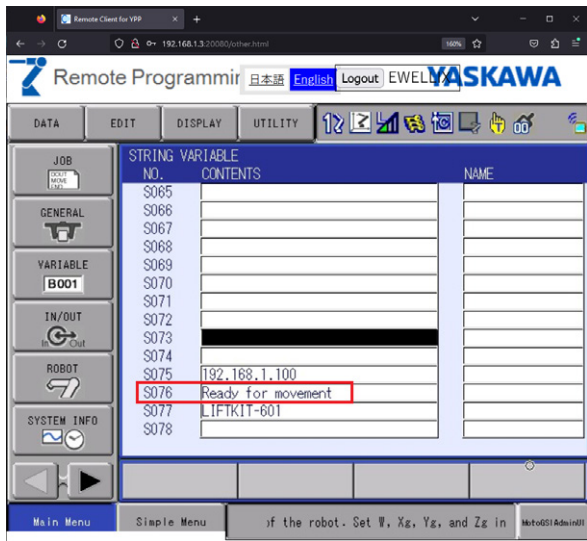 Remote Client for YPP
192.168.1.3:20080/other.html
160%
Remote Programmin
日本語 English Logout EWELLIX
YASKAWA
DATA EDIT DISPLAY UTILITY
JOB
DOUT
MOVE
END
GENERAL
VARIABLE
B001
IN/OUT
In Out
ROBOT
SYSTEM INFO
STRING VARIABLE
NO. CONTENTS NAME
S065
S066
S067
S068
S069
S070
S071
S072
S073
S074
S075 192.168.1.100
S076 Ready for movement
S077 LIFTKIT-601
S078
Main Menu Simple Menu of the robot. Set W, Xg, Yg, and Zg in MotoGSIAdminUI